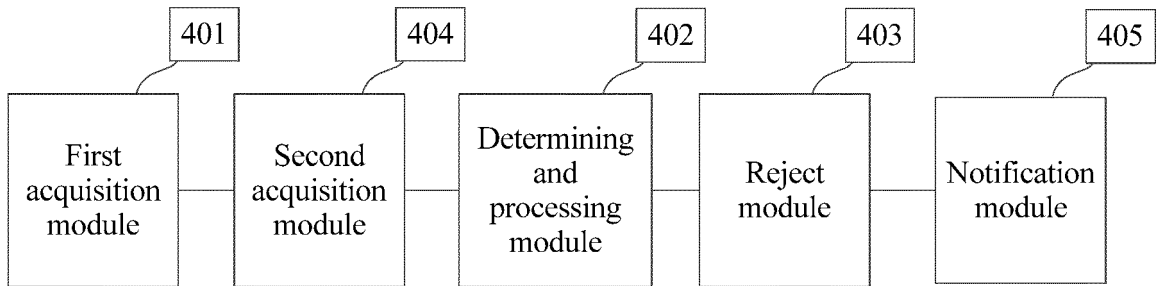 401
404
402
403
405
First
acquisition
module
Second
acquisition
module
Determining
and
processing
module
Reject
module
Notification
module